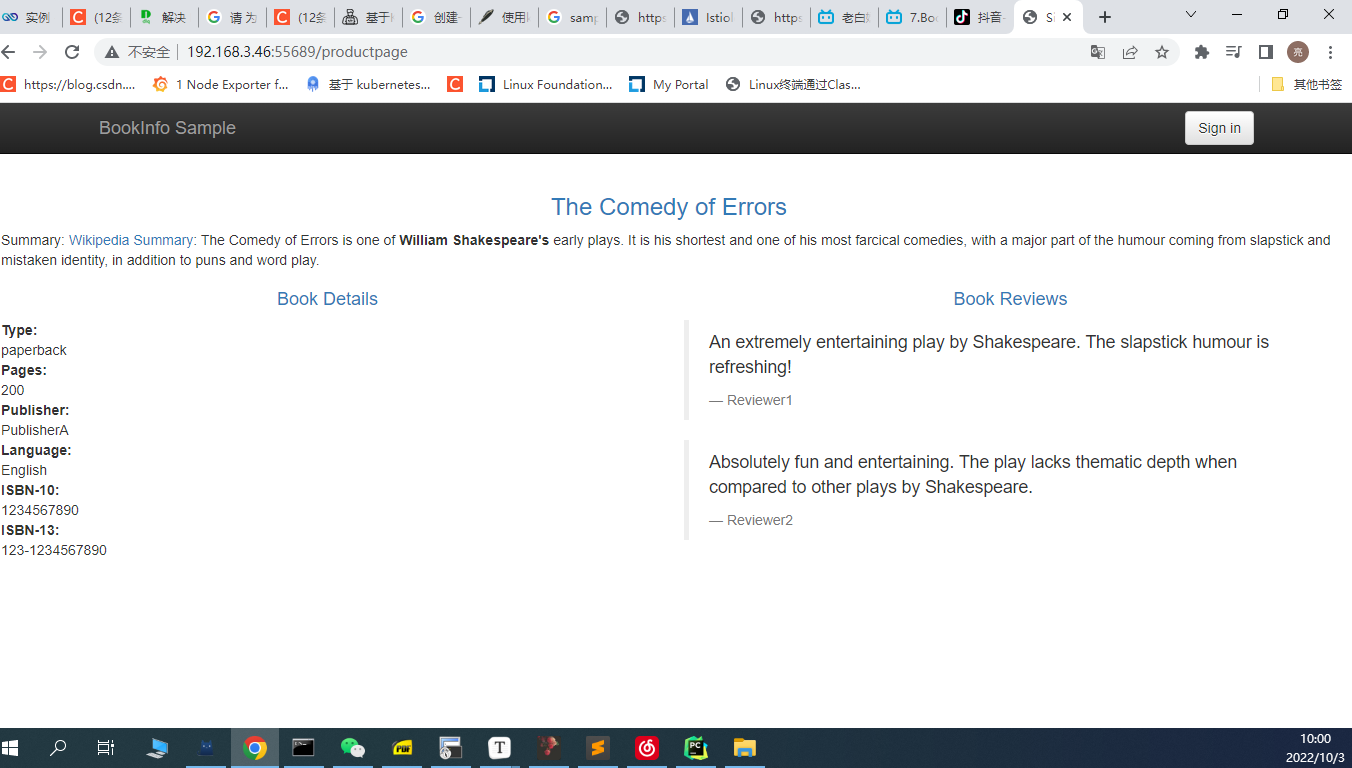 实例 (12条 解决 请 为 (12条 基于 创建 使用 samp https Istio https 老白 7.Bo 抖音 Si
不安全 192.168.3.46:55689/productpage 亮
https://blog.csdn.... 1 Node Exporter f... 基于 kubernetes... Linux Foundation... My Portal Linux终端通过Clas... 其他书签
BookInfo Sample Sign in
The Comedy of Errors
Summary: Wikipedia Summary: The Comedy of Errors is one of William Shakespeare's early plays. It is his shortest and one of his most farcical comedies, with a major part of the humour coming from slapstick and
mistaken identity, in addition to puns and word play.
Book Details
Type:
paperback
Pages:
200
Publisher:
PublisherA
Language:
English
ISBN-10:
1234567890
ISBN-13:
123-1234567890
Book Reviews
An extremely entertaining play by Shakespeare. The slapstick humour is
refreshing!
— Reviewer1
Absolutely fun and entertaining. The play lacks thematic depth when
compared to other plays by Shakespeare.
— Reviewer2
10:00
2022/10/3